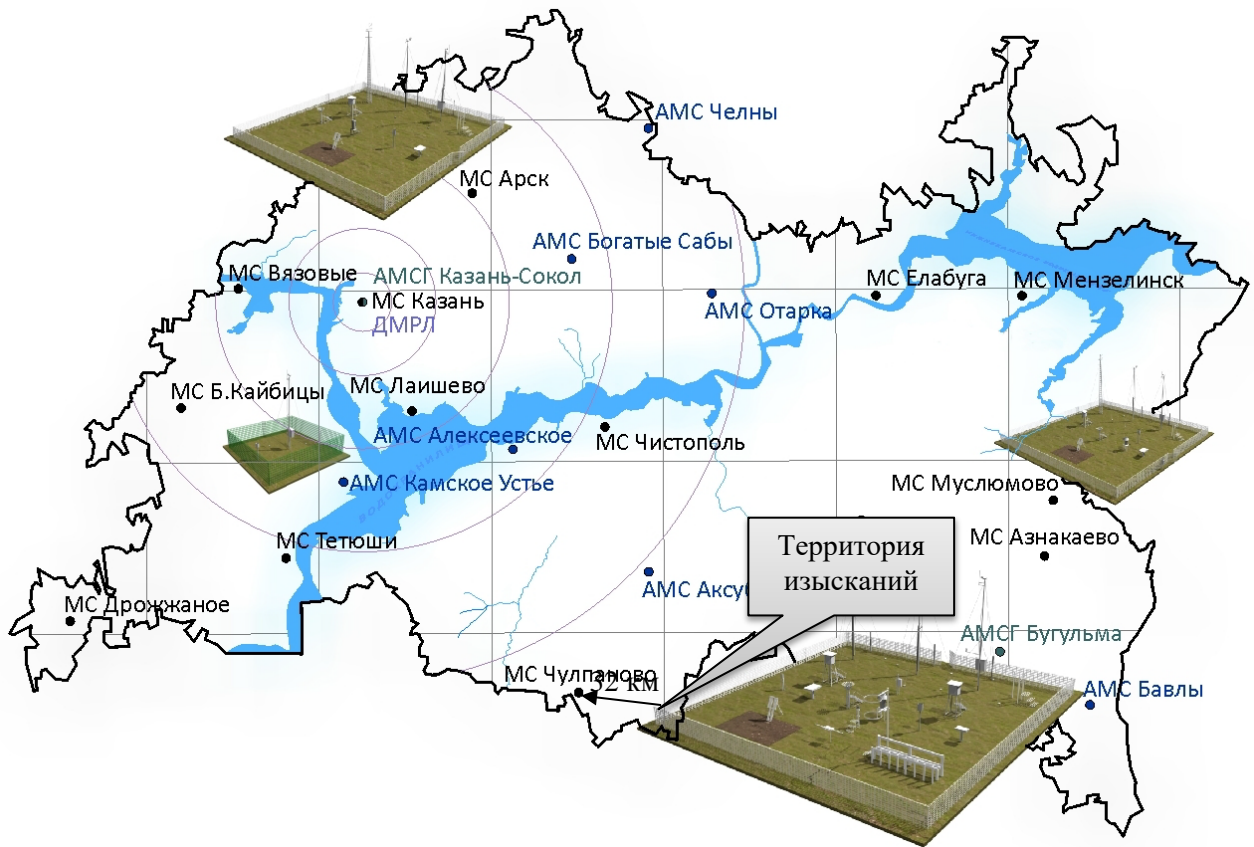 АМС Челны
МС Арск
АМС Богатые Сабы
МС Вязовые
АМСГ Казань-Сокол
МС Казань
ДМРЛ
АМС Отарка
МС Елабуга
МС Мензелинск
МС Б.Кайбицы
МС Лаишево
АМС Алексеевское
МС Чистополь
АМС Камское Устье
МС Муслюмово
МС Тетюши
МС Азнакаево
Территория
изысканий
АМС Аксуб
МС Дрожжаное
АМСГ Бугульма
МС Чулпаново
32 км
АМС Бавлы